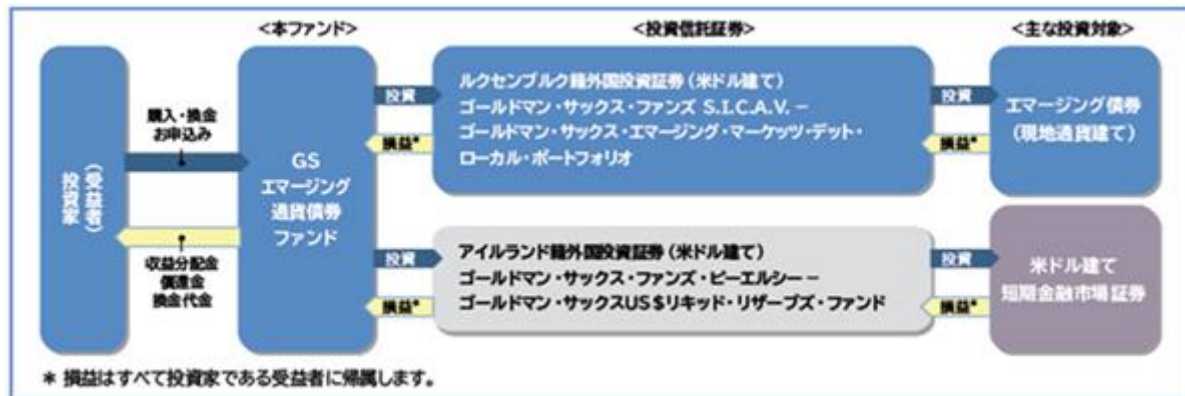 <本ファンド>
<投資信託証券>
<主な投資対象>
投資家
(受益者)
購入・換金
お申込み
収益分配金
償還金
換金代金
GS
エマージング
通貨債券
ファンド
投資
損益*
ルクセンブルク籍外国投資証券(米ドル建て)
ゴールドマン・サックス・ファンズ S.I.C.A.V. −
ゴールドマン・サックス・エマージング・マーケッツ・デット・
ローカル・ポートフォリオ
投資
損益*
エマージング債券
(現地通貨建て)
投資
損益*
アイルランド籍外国投資証券(米ドル建て)
ゴールドマン・サックス・ファンズ・ピーエルシー −
ゴールドマン・サックスUS$リキッド・リザーブズ・ファンド
投資
損益*
米ドル建て
短期金融市場証券
* 損益はすべて投資家である受益者に帰属します。